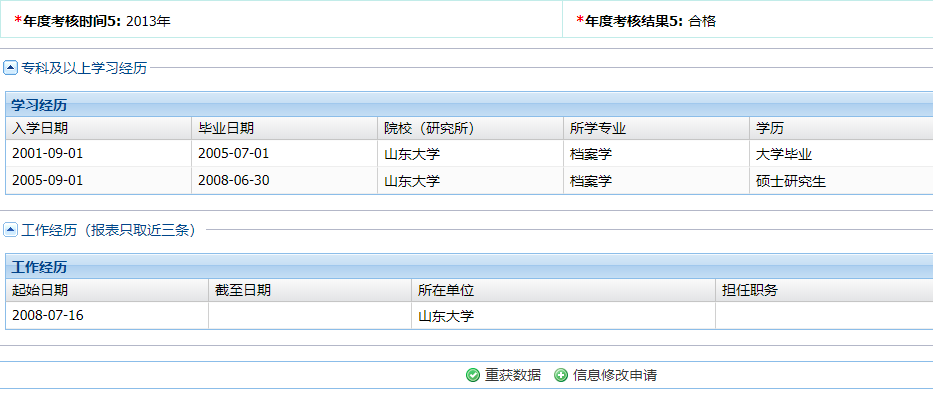 *年度考核时间5: 2013年 *年度考核结果5: 合格
专科及以上学习经历
学习经历
入学日期 毕业日期 院校（研究所） 所学专业 学历
2001-09-01 2005-07-01 山东大学 档案学 大学毕业
2005-09-01 2008-06-30 山东大学 档案学 硕士研究生
工作经历（报表只取近三条）
工作经历
起始日期 截至日期 所在单位 担任职务
2008-07-16 山东大学
重获数据 信息修改申请